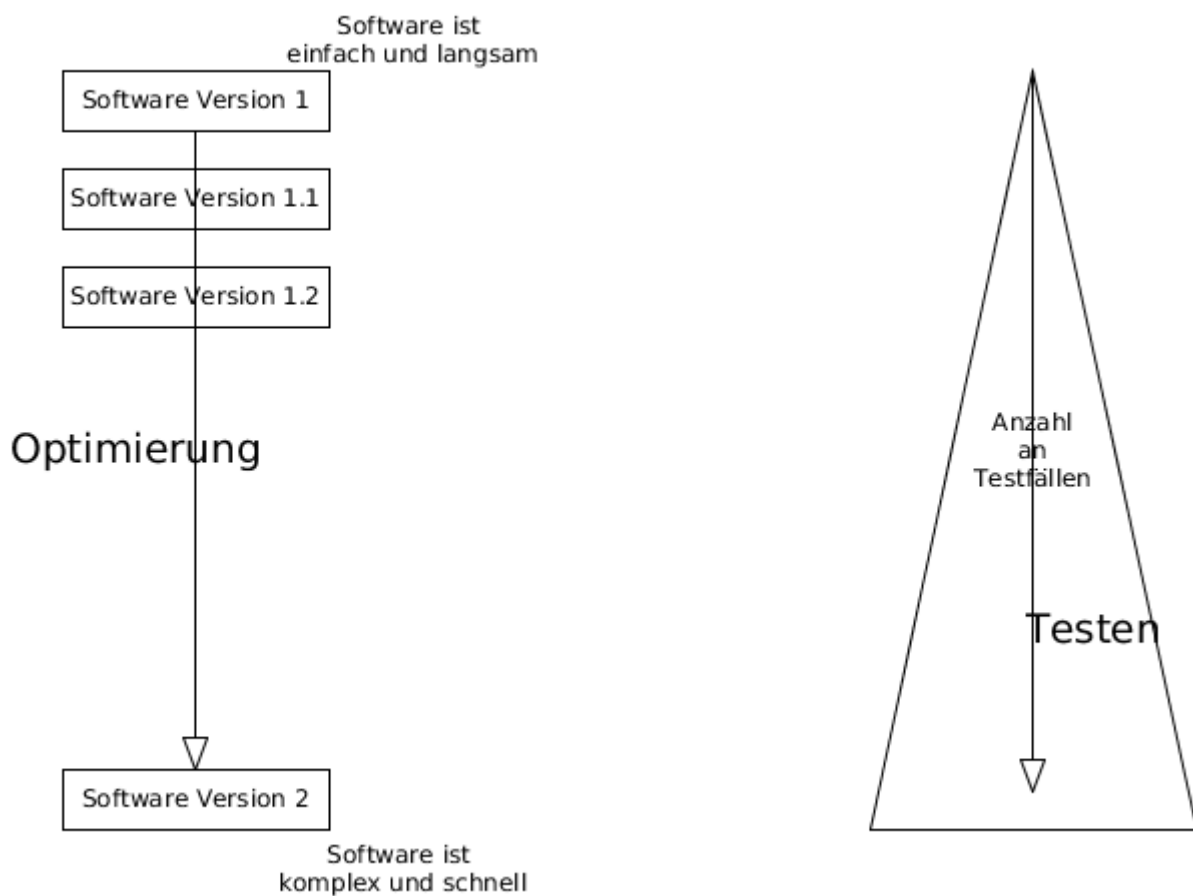 Software ist
einfach und langsam
Software Version 1
Software Version 1.1
Software Version 1.2
Optimierung
Software Version 2
Software ist
komplex und schnell
Anzahl
an
Testfällen
Testen